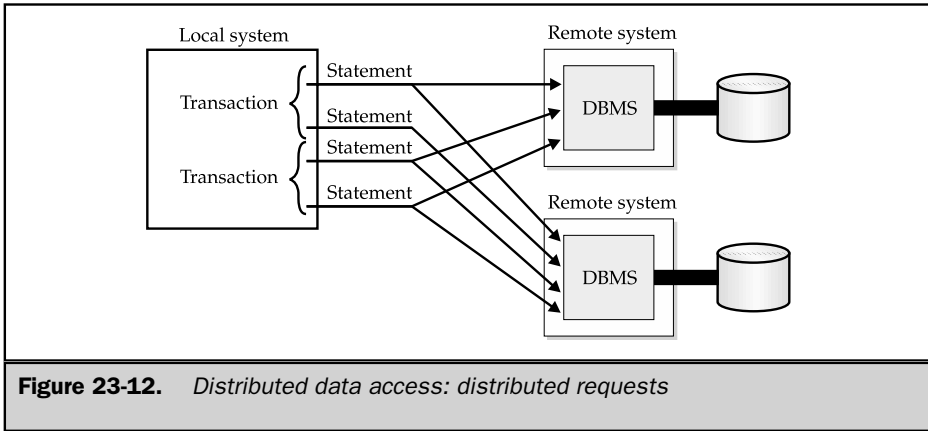 Local system
Remote system
Statement
Transaction
DBMS
Statement
Statement
Transaction
Statement
Remote system
DBMS
Figure 23-12. Distributed data access: distributed requests